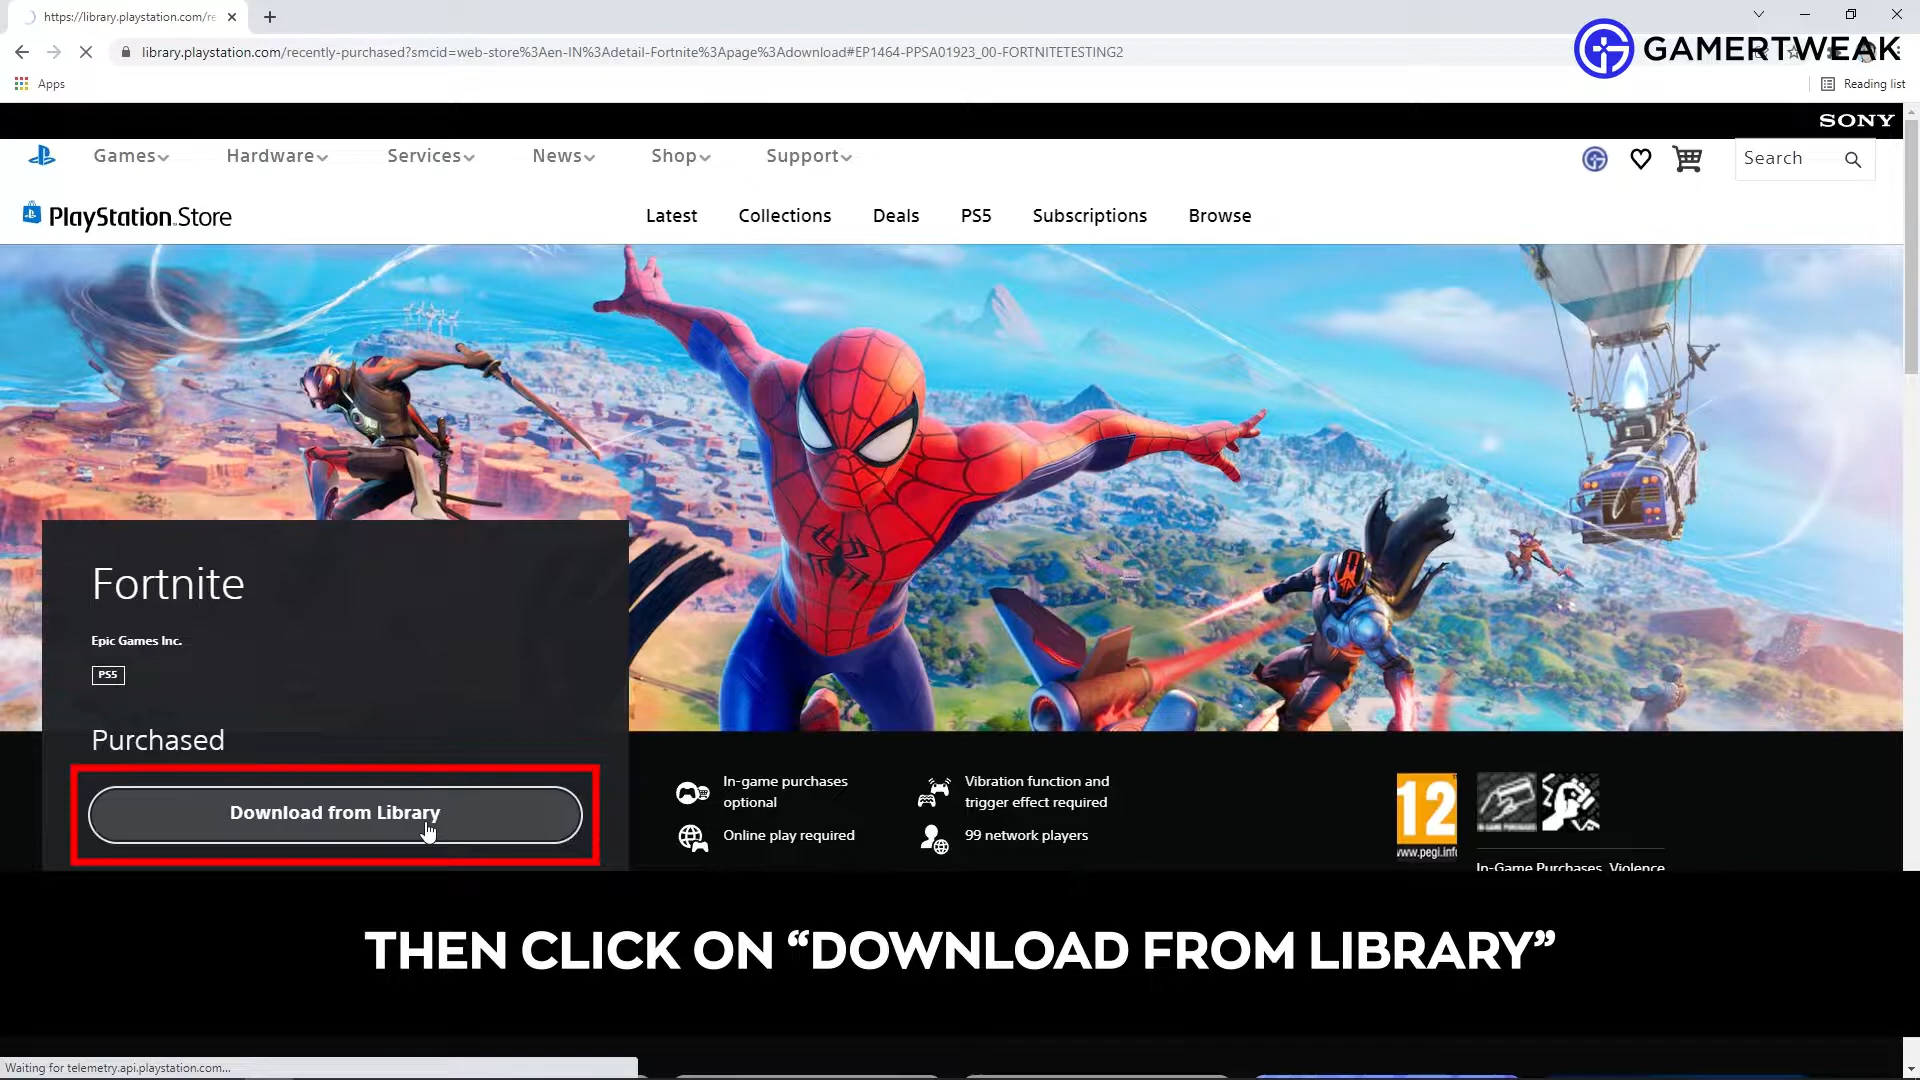 https://library.playstation.com/re
library.playstation.com/recently-purchased?smcid=web-store%3Aen-IN%3Adetail-Fortnite%3Apage%3Adownload#EP1464-PPSA01923_00-FORTNITETESTING2
GAMERTWEAK
Apps
Reading list
SONY
Games
Hardware
Services
News
Shop
Support
Search
PlayStation Store
Latest
Collections
Deals
PS5
Subscriptions
Browse
Fortnite
Epic Games Inc.
PS5
Purchased
Download from Library
In-game purchases
optional
Online play required
Vibration function and
trigger effect required
99 network players
12
www.pegi.info
In-Game Purchases, Violence
THEN CLICK ON “DOWNLOAD FROM LIBRARY”
Waiting for telemetry.api.playstation.com...